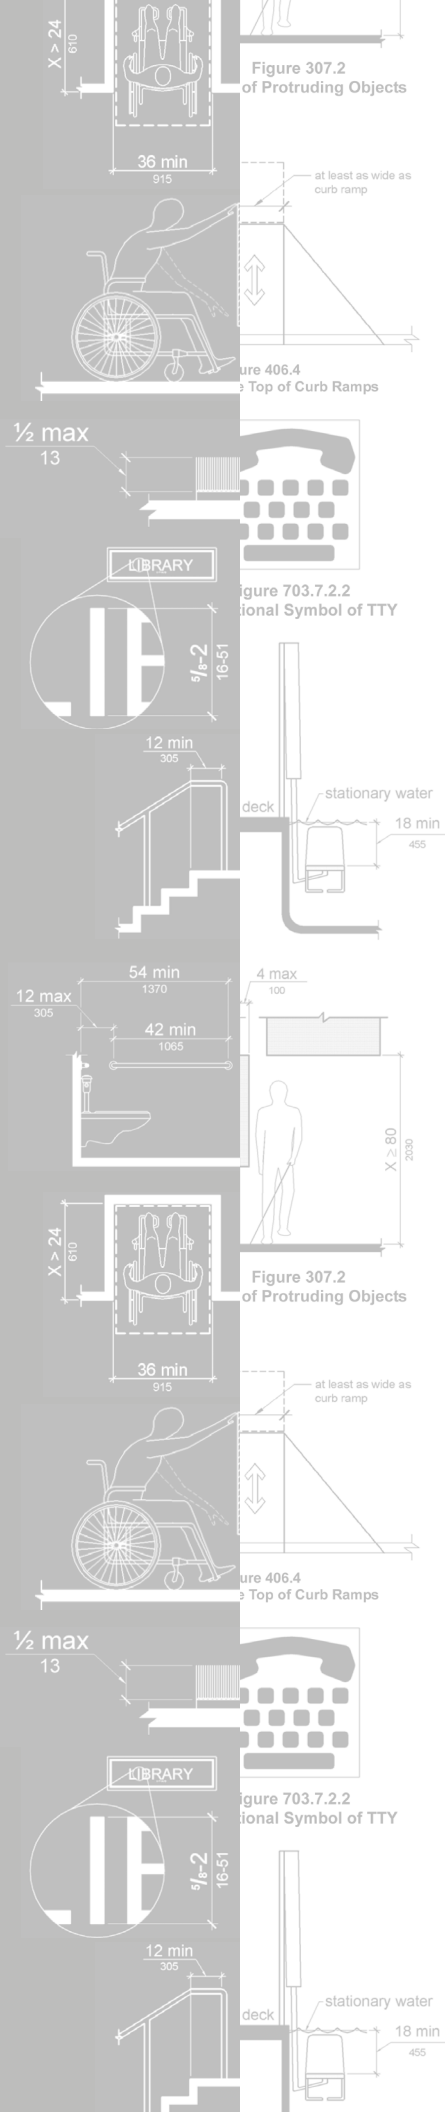 X > 24
610
36 min
915
Figure 307.2
of Protruding Objects
at least as wide as
curb ramp
ure 406.4
e Top of Curb Ramps
½ max
13
LIBRARY
5/8-2
16-51
igure 703.7.2.2
tional Symbol of TTY
12 min
305
deck
stationary water
18 min
455
54 min
1370
12 max
305
42 min
1065
4 max
100
X ≥ 80
2030
X > 24
610
36 min
915
Figure 307.2
of Protruding Objects
at least as wide as
curb ramp
ure 406.4
e Top of Curb Ramps
½ max
13
LIBRARY
5/8-2
16-51
igure 703.7.2.2
tional Symbol of TTY
12 min
305
deck
stationary water
18 min
455